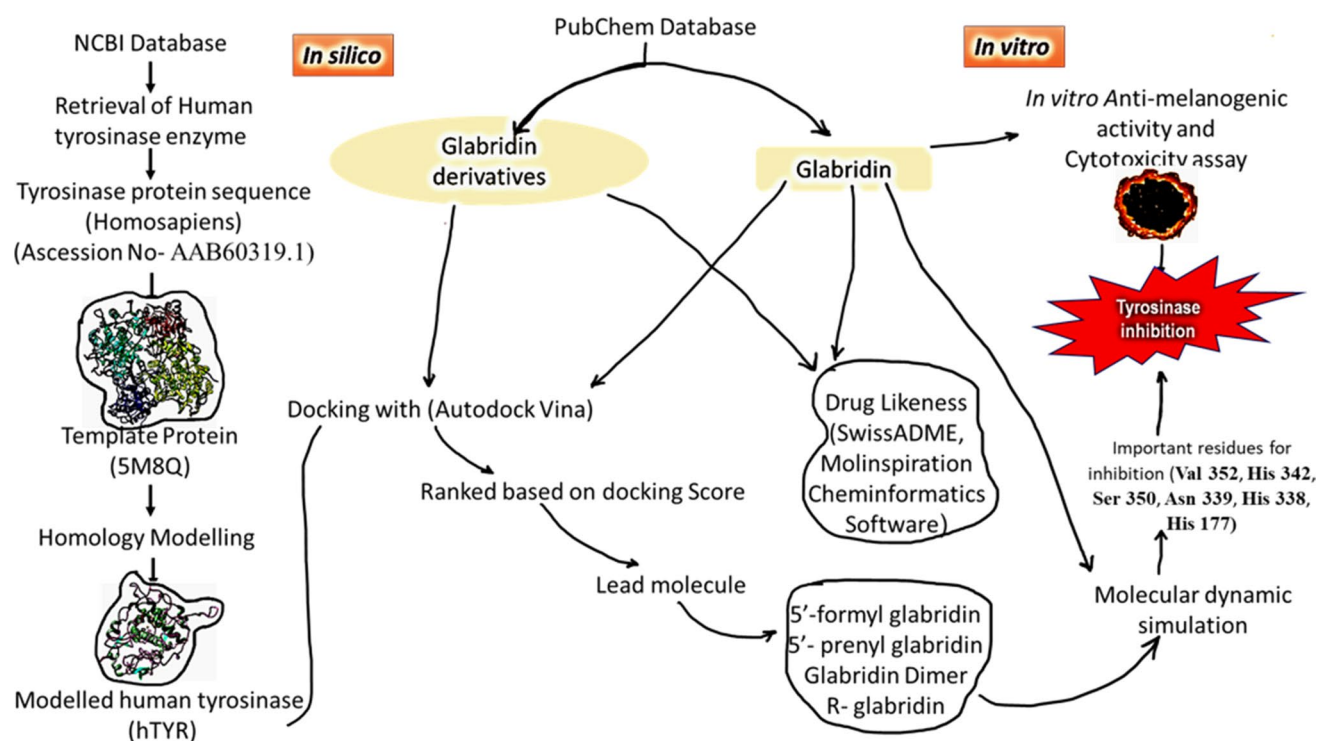 NCBI Database
Retrieval of Human
tyrosinase enzyme
Tyrosinase protein sequence
(Homosapiens)
(Ascession No- AAB60319.1)
Template Protein
(5M8Q)
Homology Modelling
Modelled human tyrosinase
(hTYR)
In silico
PubChem Database
Glabridin
derivatives
Glabridin
Docking with (Autodock Vina)
Ranked based on docking Score
Lead molecule
Drug Likeness
(SwissADME,
Molinspiration
Cheminformatics
Software)
5’-formyl glabridin
5’- prenyl glabridin
Glabridin Dimer
R- glabridin
In vitro
In vitro Anti-melanogenic
activity and
Cytotoxicity assay
Tyrosinase
inhibition
Important residues for
inhibition (Val 352, His 342,
Ser 350, Asn 339, His 338,
His 177)
Molecular dynamic
simulation